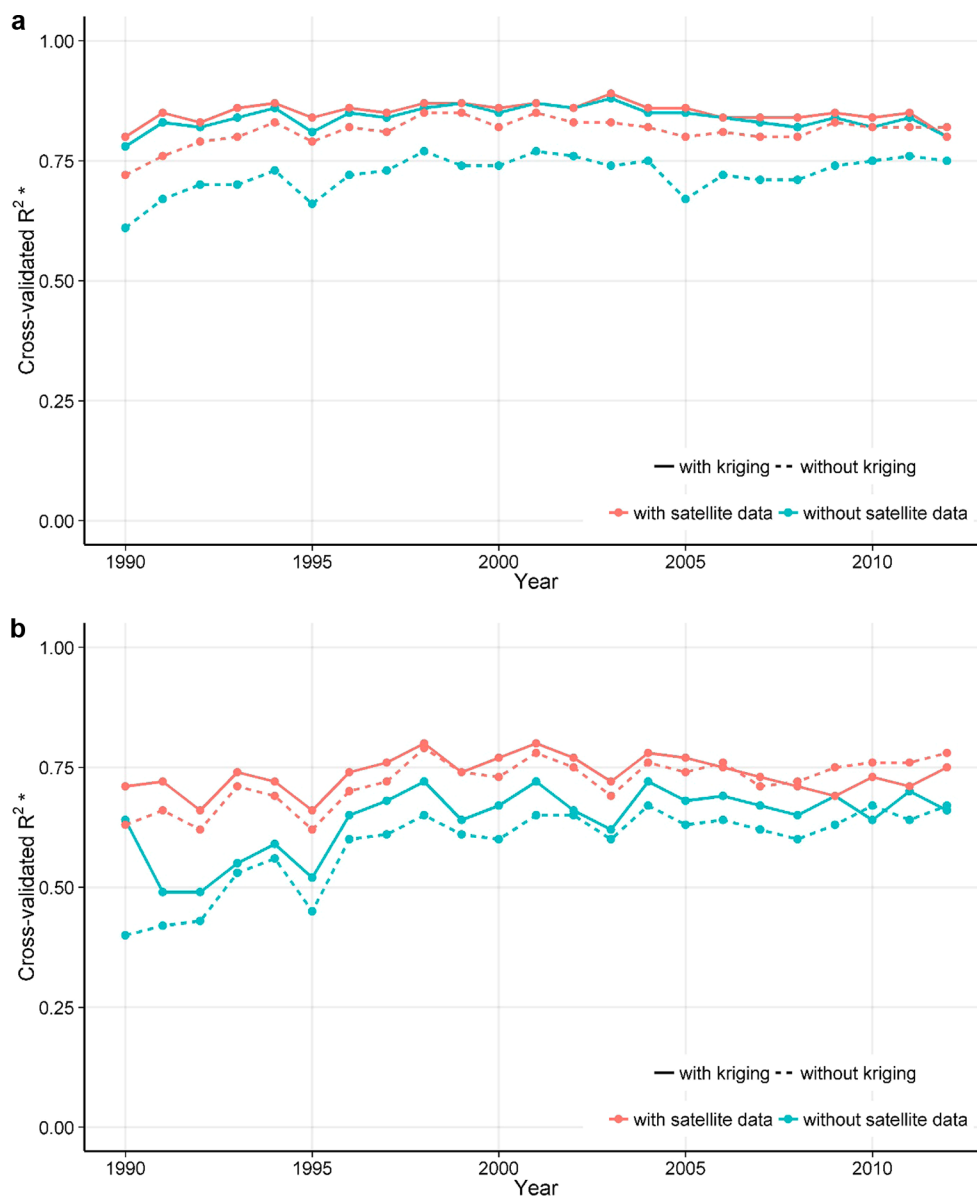 a
1.00
0.75
0.50
0.25
0.00
Cross-validated R² *
with kriging without kriging
with satellite data without satellite data
1990 1995 2000 2005 2010
Year
b
1.00
0.75
0.50
0.25
0.00
Cross-validated R² *
with kriging without kriging
with satellite data without satellite data
1990 1995 2000 2005 2010
Year